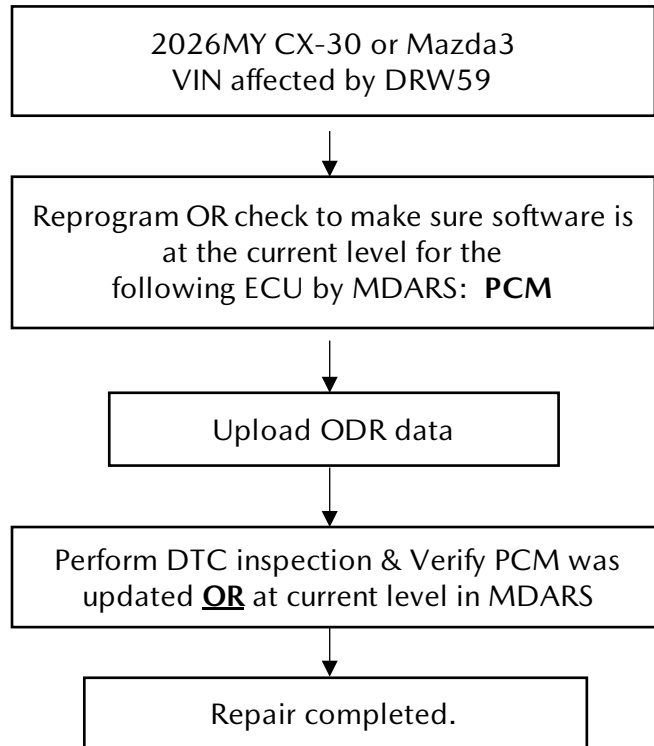 2026MY CX-30 or Mazda3
VIN affected by DRW59
Reprogram OR check to make sure software is
at the current level for the
following ECU by MDARS: PCM
Upload ODR data
Perform DTC inspection & Verify PCM was
updated OR at current level in MDARS
Repair completed.